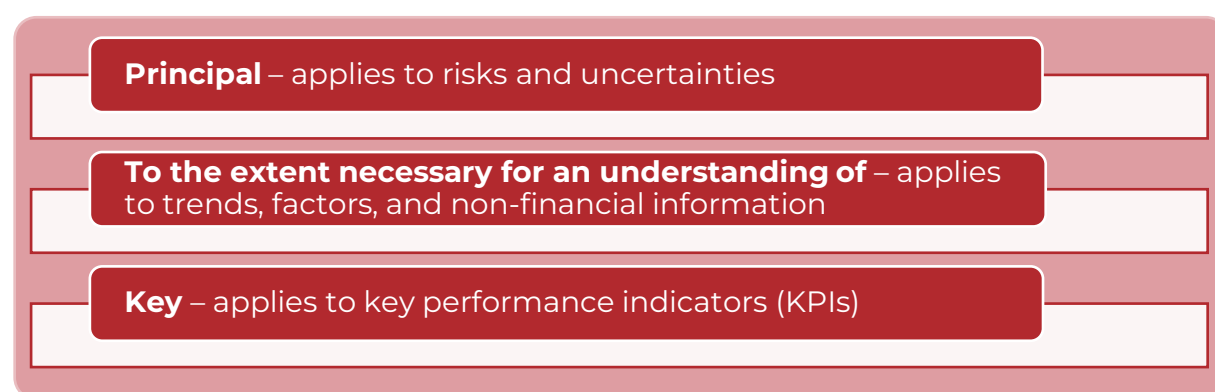 Principal – applies to risks and uncertainties
To the extent necessary for an understanding of – applies
to trends, factors, and non-financial information
Key – applies to key performance indicators (KPIs)